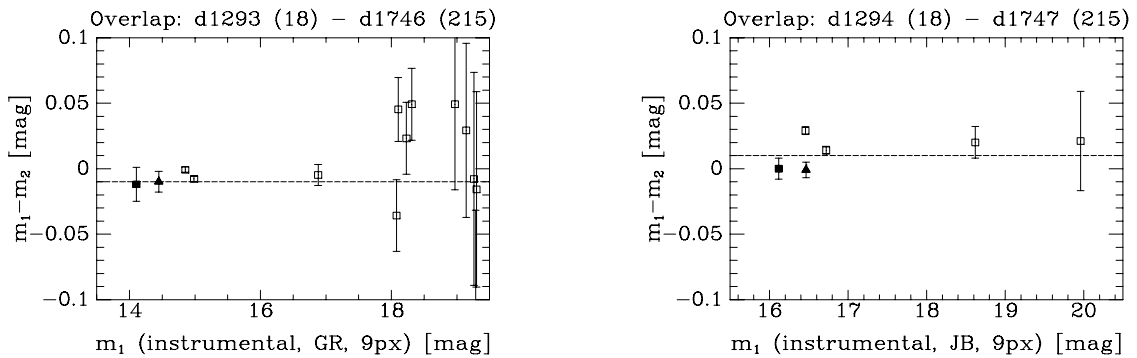 Overlap: d1293 (18) − d1746 (215)
0.1
0.05
0
−0.05
−0.1
m₁−m₂ [mag]
14 16 18
m₁ (instrumental, GR, 9px) [mag]
Overlap: d1294 (18) − d1747 (215)
0.1
0.05
0
−0.05
−0.1
m₁−m₂ [mag]
16 17 18 19 20
m₁ (instrumental, JB, 9px) [mag]